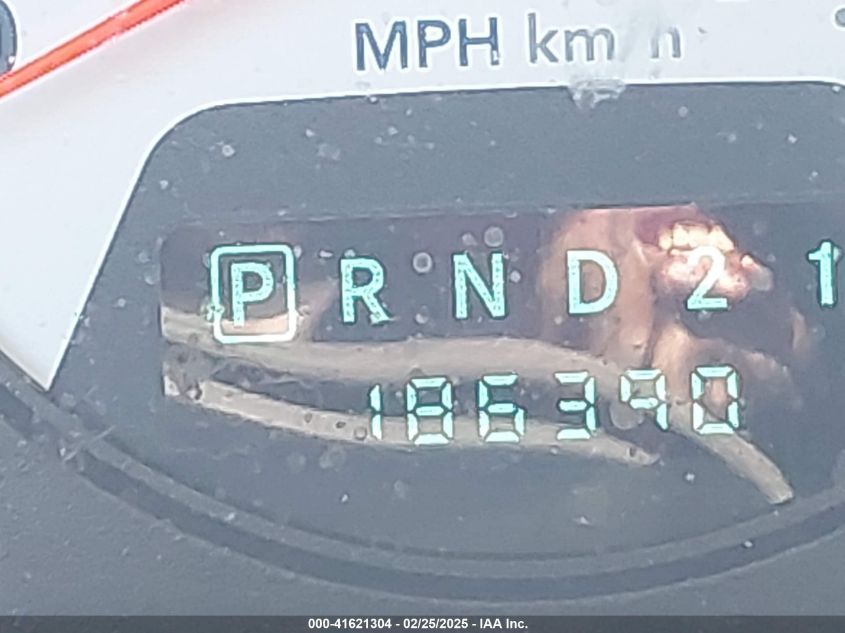 MPH km/h
P R N D 2 1
186390
000-41621304 - 02/25/2025 - IAA Inc.